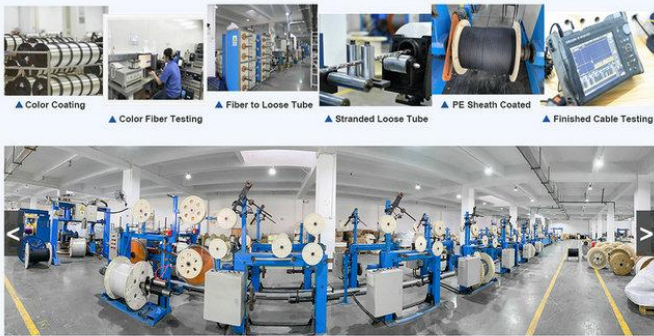 ▲ Color Coating
▲ Color Fiber Testing
▲ Fiber to Loose Tube
▲ Stranded Loose Tube
▲ PE Sheath Coated
▲ Finished Cable Testing
< >